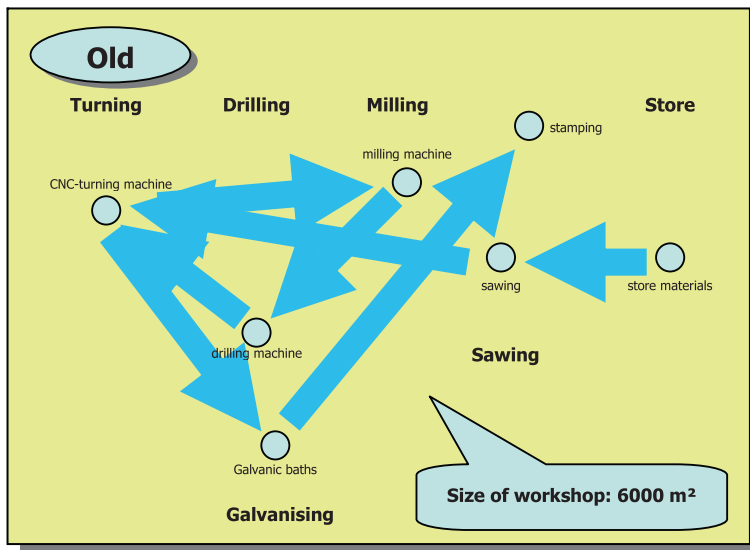 Old
Turning
Drilling
Milling
Store
stamping
milling machine
CNC-turning machine
sawing
store materials
drilling machine
Sawing
Galvanic baths
Size of workshop: 6000 m²
Galvanising